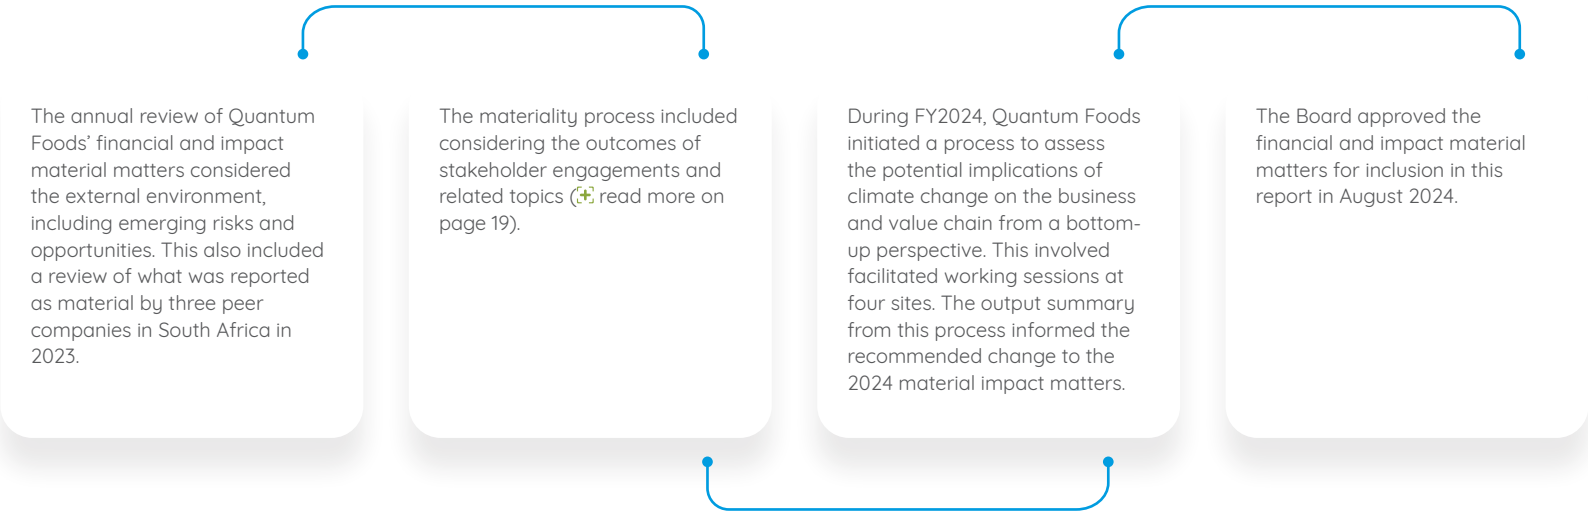 The annual review of Quantum
Foods’ financial and impact
material matters considered
the external environment,
including emerging risks and
opportunities. This also included
a review of what was reported
as material by three peer
companies in South Africa in
2023.
The materiality process included
considering the outcomes of
stakeholder engagements and
related topics ( read more on
page 19).
During FY2024, Quantum Foods
initiated a process to assess
the potential implications of
climate change on the business
and value chain from a bottom-
up perspective. This involved
facilitated working sessions at
four sites. The output summary
from this process informed the
recommended change to the
2024 material impact matters.
The Board approved the
financial and impact material
matters for inclusion in this
report in August 2024.